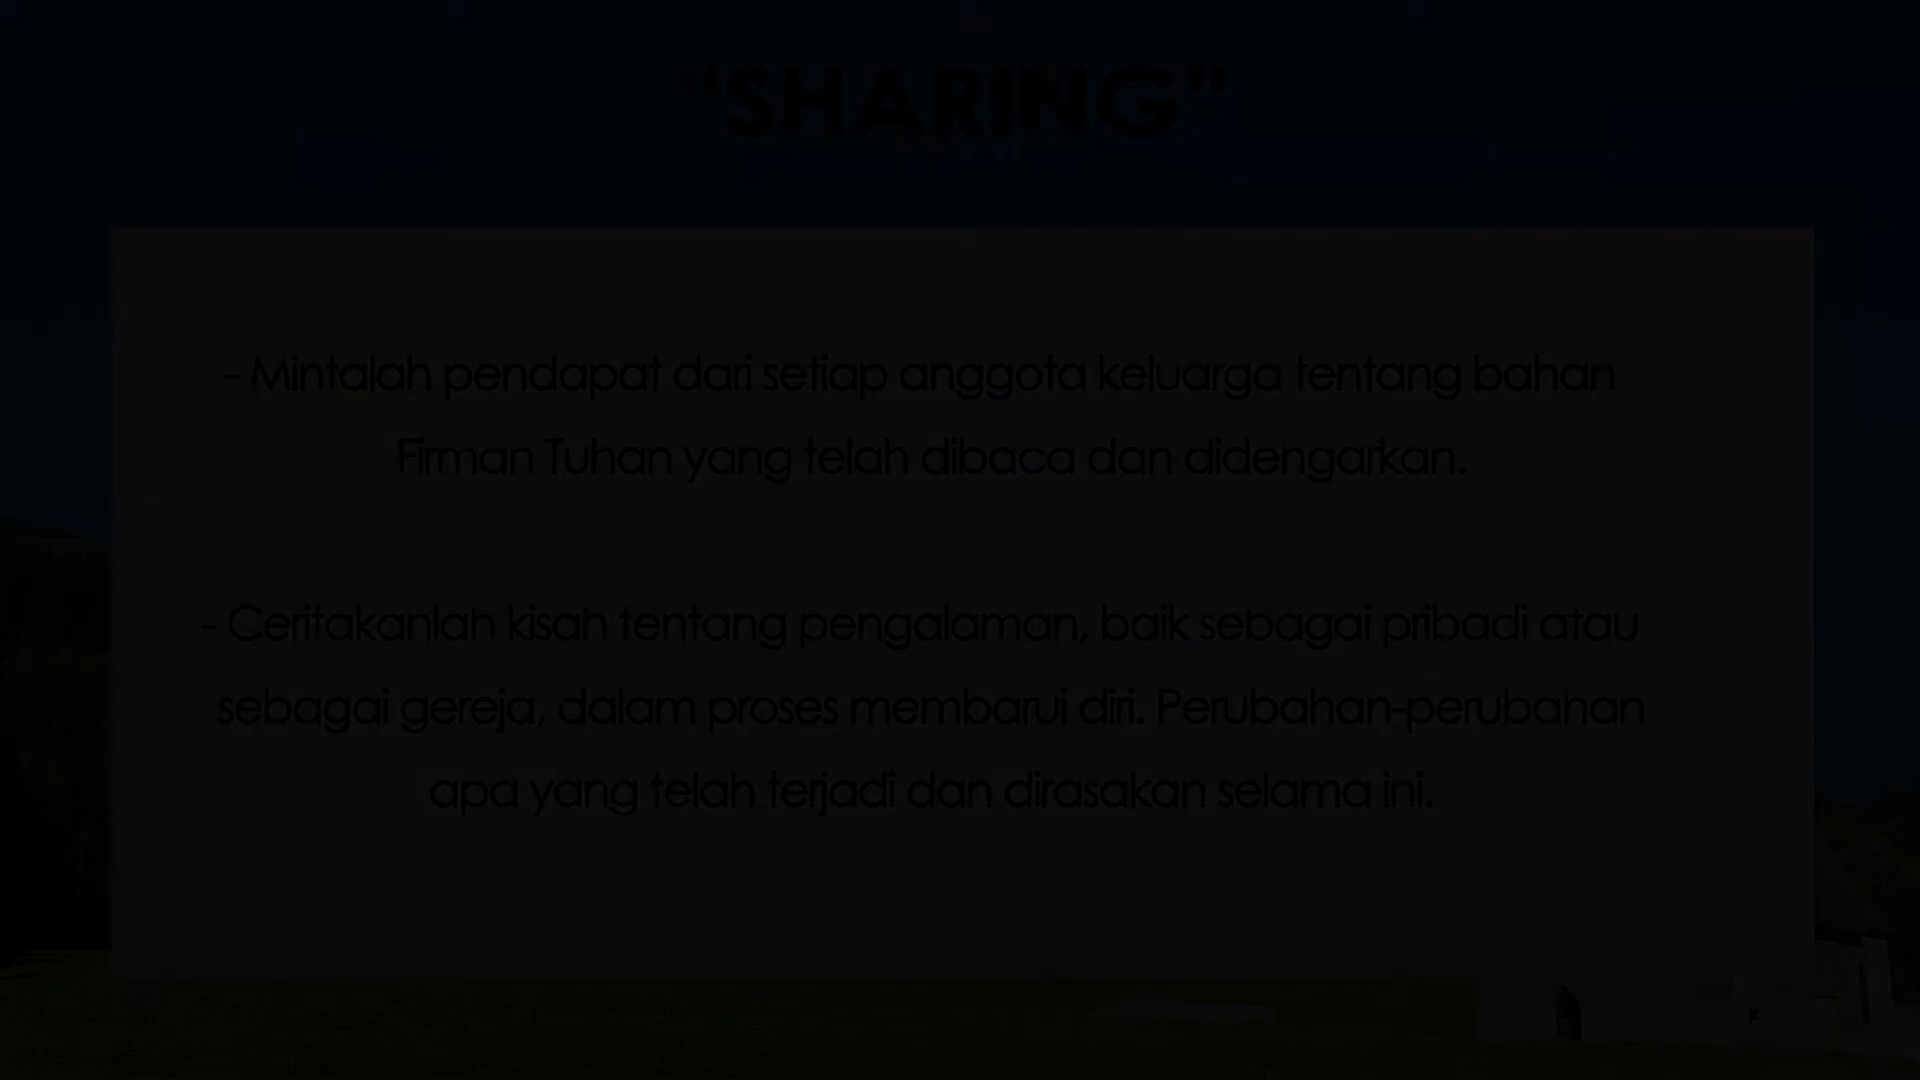 "SHARING"
- Mintalah pendapat dari setiap anggota keluarga tentang bahan
Firman Tuhan yang telah dibaca dan didengarkan.
- Ceritakanlah kisah tentang pengalaman, baik sebagai pribadi atau
sebagai gereja, dalam proses membarui diri. Perubahan-perubahan
apa yang telah terjadi dan dirasakan selama ini.